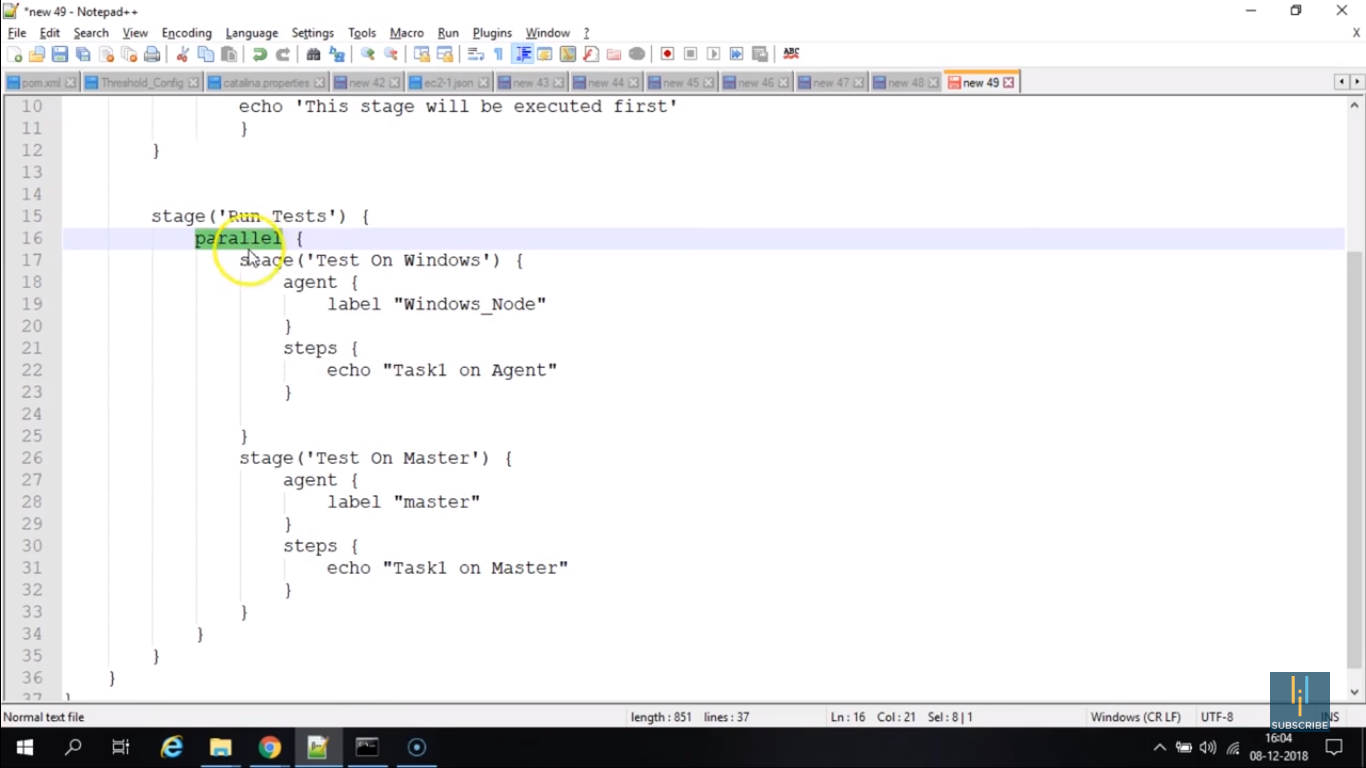 *new 49 - Notepad++
File Edit Search View Encoding Language Settings Tools Macro Run Plugins Window ? X
pom.xml Threshold_Config catalina.properties new 42 ec2-1.json new 43 new 44 new 45 new 46 new 47 new 48 new 49
10 echo 'This stage will be executed first'
11 }
12 }
13
14
15 stage('Run Tests') {
16 parallel {
17 stage('Test On Windows') {
18 agent {
19 label "Windows_Node"
20 }
21 steps {
22 echo "Task1 on Agent"
23 }
24
25 }
26 stage('Test On Master') {
27 agent {
28 label "master"
29 }
30 steps {
31 echo "Task1 on Master"
32 }
33 }
34 }
35 }
36 }
37 }
Normal text file length : 851 lines : 37 Ln : 16 Col : 21 Sel : 8 | 1 Windows (CR LF) UTF-8 INS
SUBSCRIBE
16:04
08-12-2018